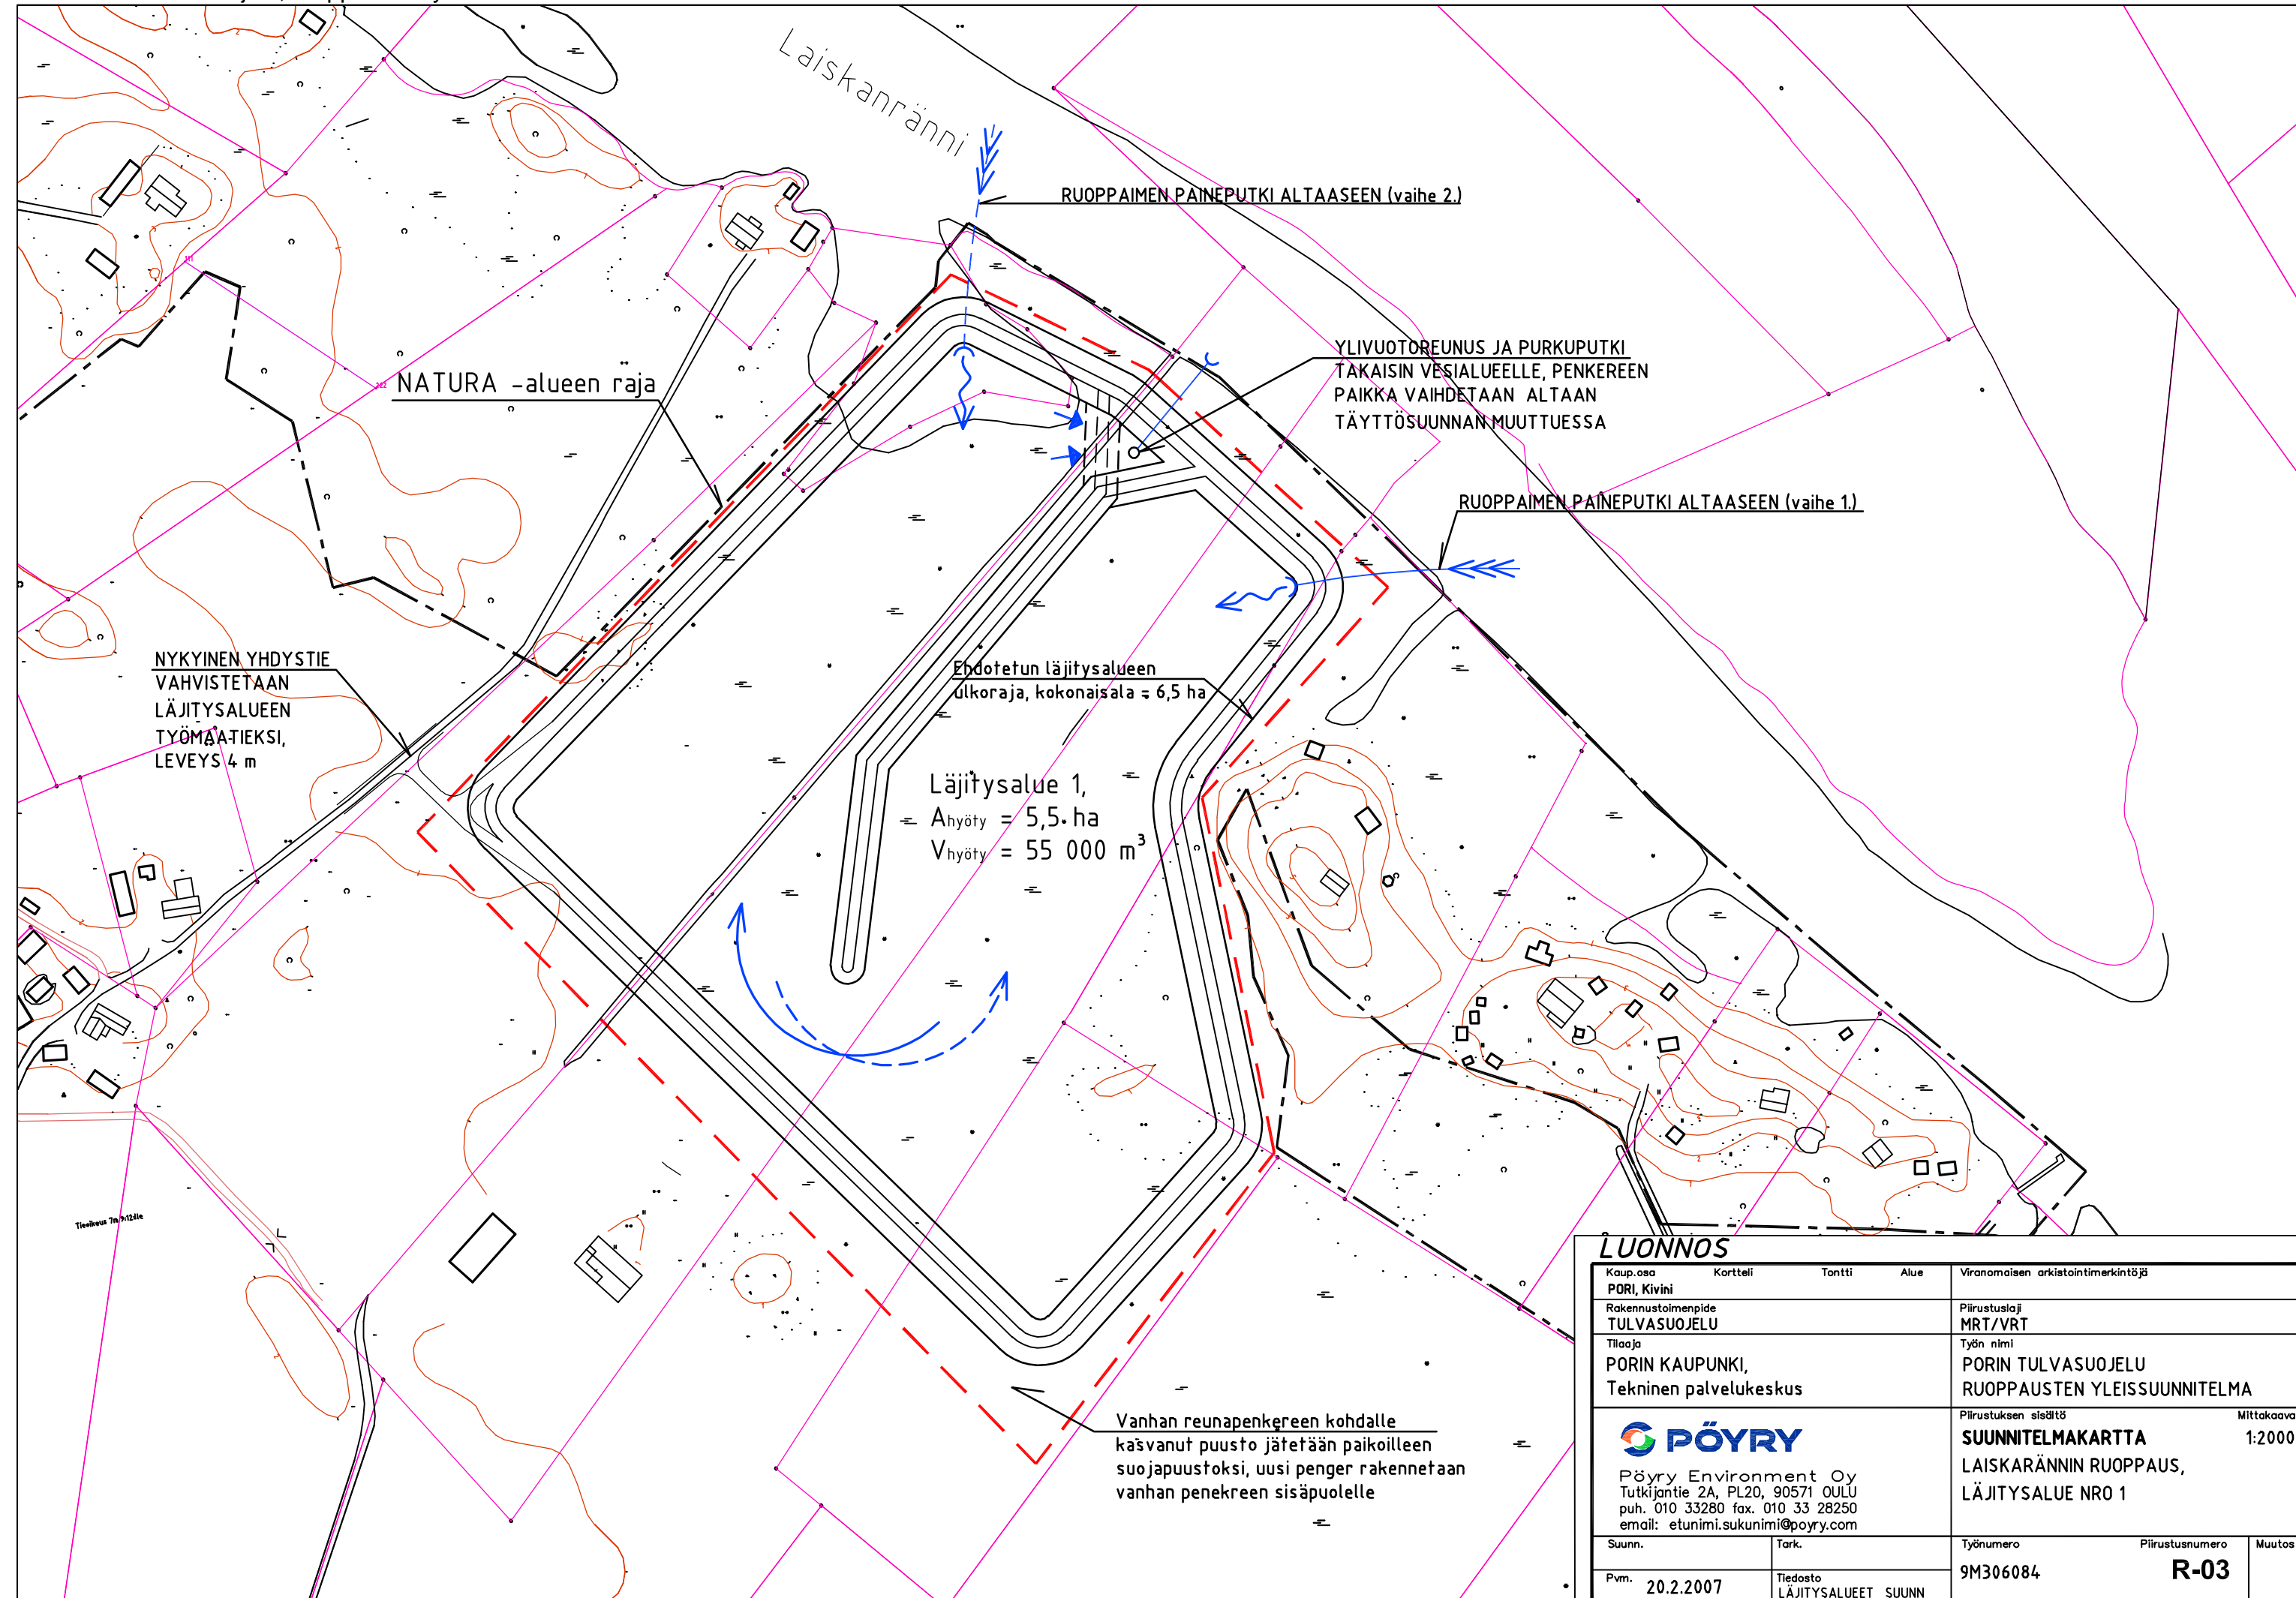 Laiskanränni
RUOPPAIMEN PAINEPUTKI ALTAASEEN (vaihe 2.)
YLIVUOTOREUNUS JA PURKUPUTKI
TAKAISIN VESIALUEELLE, PENKEREEN
PAIKKA VAIHDETAAN ALTAAN
TÄYTTÖSUUNNAN MUUTTUESSA
NATURA -alueen raja
RUOPPAIMEN PAINEPUTKI ALTAASEEN (vaihe 1.)
NYKYINEN YHDYSTIE
VAHVISTETAAN
LÄJITYSALUEEN
TYÖMAATIEKSI,
LEVEYS 4 m
Ehdotetun läjitysalueen
ulkoraja, kokonaisala = 6,5 ha
Läjitysalue 1,
Ahyöty = 5,5 ha
Vhyöty = 55 000 m³
Vanhan reunapenkereen kohdalle
kasvanut puusto jätetään paikoilleen
suojapuustoksi, uusi penger rakennetaan
vanhan penekreen sisäpuolelle
LUONNOS
Kaup.osa Kortteli Tontti Alue Viranomaisen arkistointimerkintöjä
PORI, Kivini
Rakennustoimenpide Piirustuslaji
TULVASUOJELU MRT/VRT
Tilaaja Työn nimi
PORIN KAUPUNKI, PORIN TULVASUOJELU
Tekninen palvelukeskus RUOPPAUSTEN YLEISSUUNNITELMA
Piirustuksen sisältö Mittakaava
PÖYRY SUUNNITELMAKARTTA 1:2000
LAISKARÄNNIN RUOPPAUS,
LÄJITYSALUE NRO 1
Pöyry Environment Oy
Tutkijantie 2A, PL20, 90571 OULU
puh. 010 33280 fax. 010 33 28250
email: etunimi.sukunimi@poyry.com
Suunn. Tark. Työnumero Piirustusnumero Muutos
9M306084 R-03
Pvm. 20.2.2007 Tiedosto
LÄJITYSALUEET SUUNN